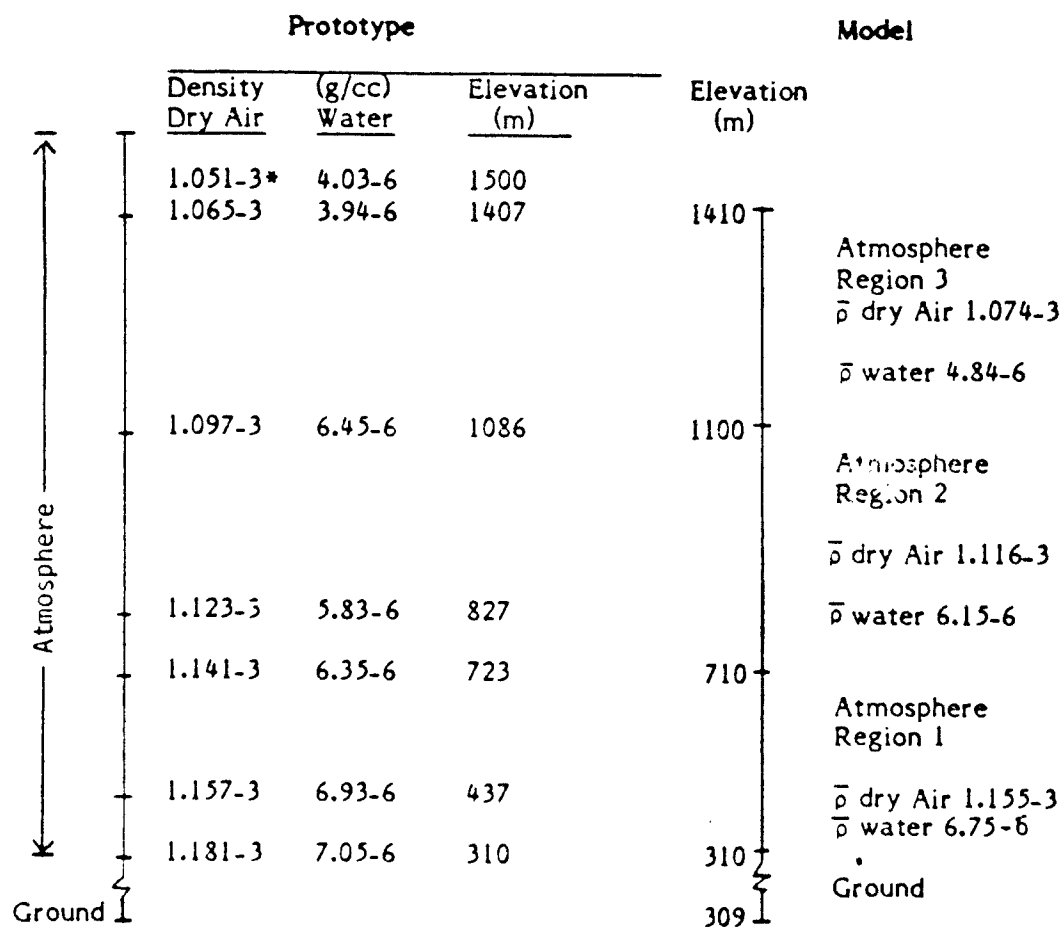 Prototype Model
Density (g/cc) Elevation Elevation
Dry Air Water (m) (m)
1.051-3* 4.03-6 1500
1.065-3 3.94-6 1407 1410
Atmosphere
Region 3
ρ̅ dry Air 1.074-3
ρ̅ water 4.84-6
1.097-3 6.45-6 1086 1100
Atmosphere
Region 2
ρ̅ dry Air 1.116-3
1.123-3 5.83-6 827 ρ̅ water 6.15-6
1.141-3 6.35-6 723 710
Atmosphere
Region 1
1.157-3 6.93-6 437 ρ̅ dry Air 1.155-3
ρ̅ water 6.75-6
1.181-3 7.05-6 310 310
Ground
Ground 309
Atmosphere